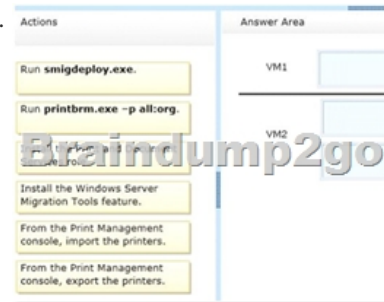 Actions
Answer Area
Run smigdeploy.exe.
VM1
Run printbrm.exe –p all:org.
VM2
Braindump2go
Install the Windows Server
Migration Tools feature.
From the Print Management
console, import the printers.
From the Print Management
console, export the printers.